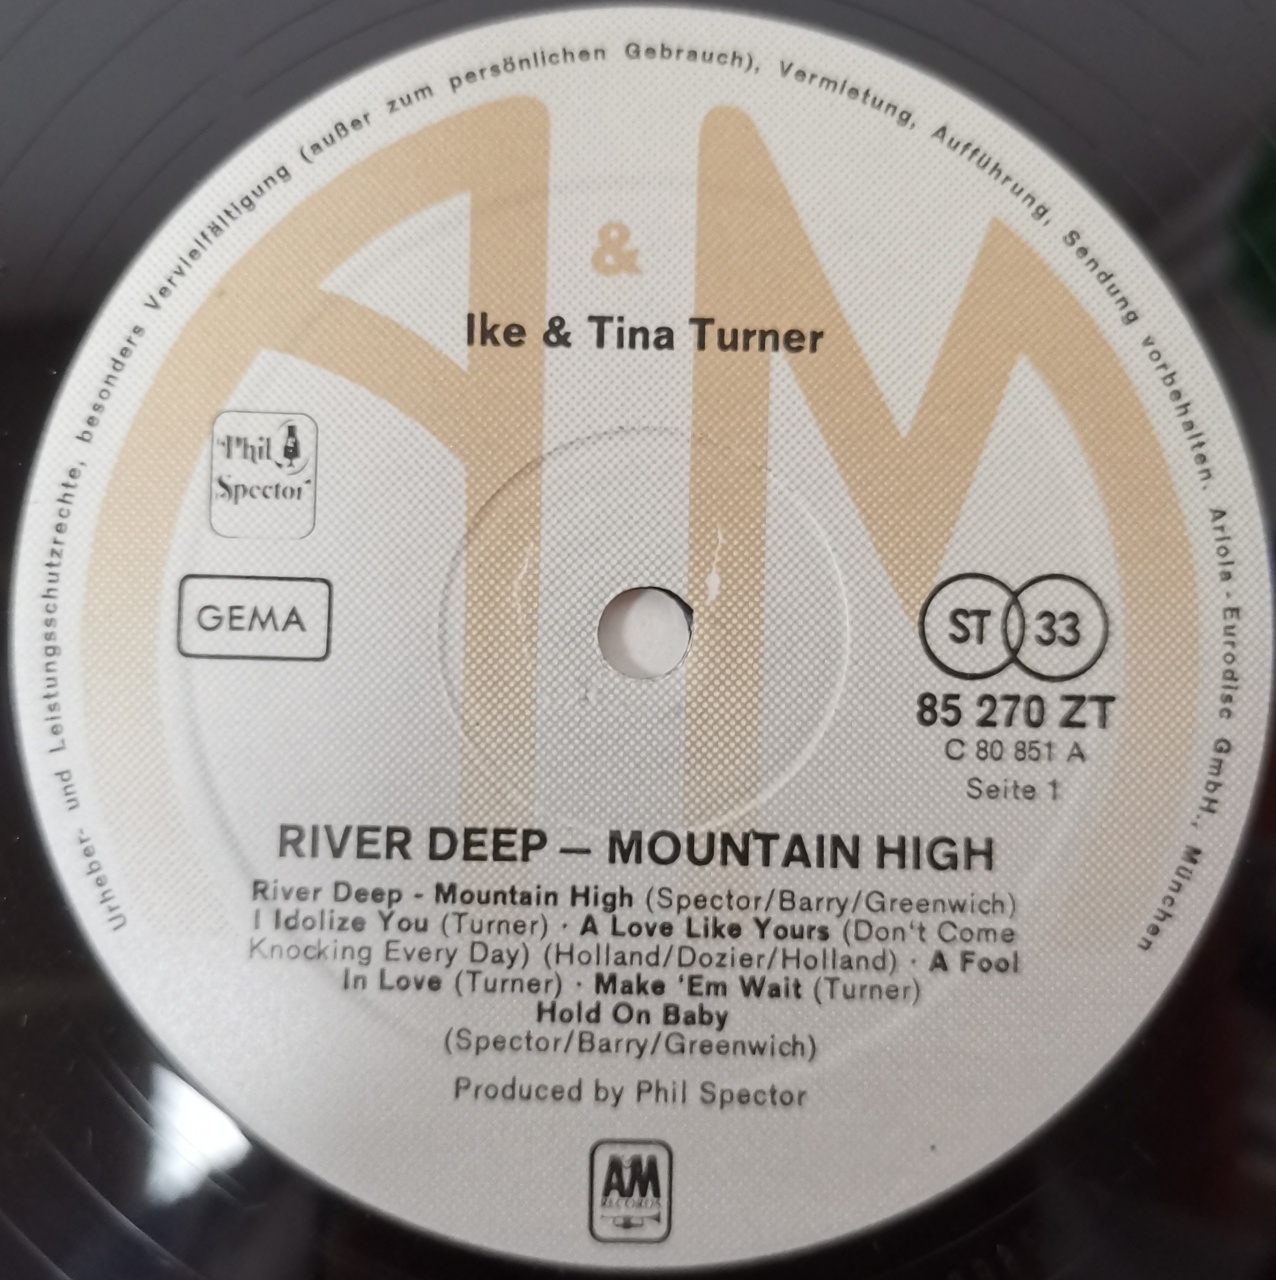 Urheber- und Leistungsschutzrechte, besonders Vervielfältigung (außer zum persönlichen Gebrauch), Vermietung, Aufführung, Sendung vorbehalten. Ariola-Eurodisc GmbH., München
A & M
Ike & Tina Turner
Phil
Spector
GEMA
ST 33
85 270 ZT
C 80 851 A
Seite 1
RIVER DEEP – MOUNTAIN HIGH
River Deep - Mountain High (Spector/Barry/Greenwich)
I Idolize You (Turner) · A Love Like Yours (Don't Come
Knocking Every Day) (Holland/Dozier/Holland) · A Fool
In Love (Turner) · Make 'Em Wait (Turner)
Hold On Baby
(Spector/Barry/Greenwich)
Produced by Phil Spector
AM
RECORDS